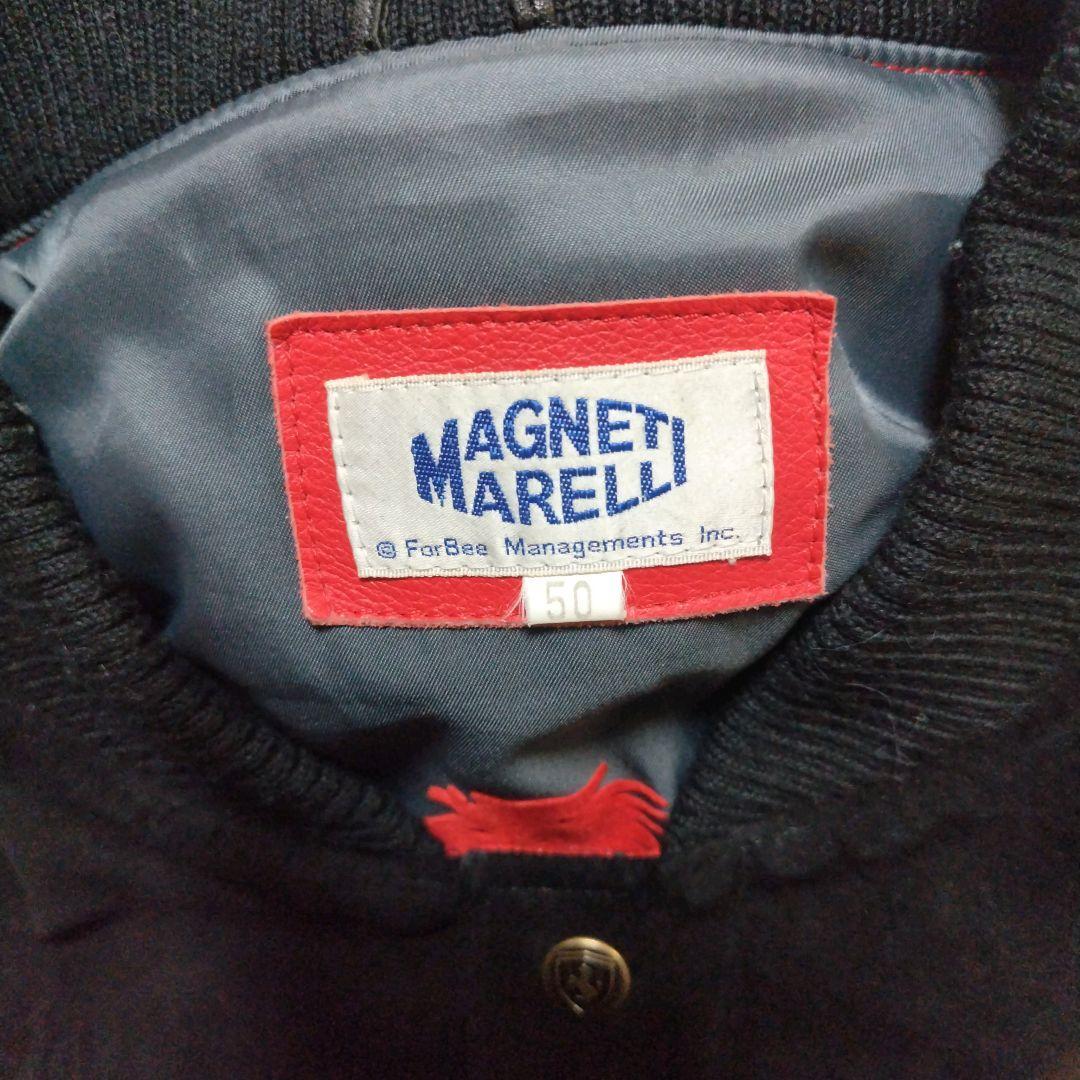 MAGNETI
MARELLI
© ForBee Managements Inc.
50